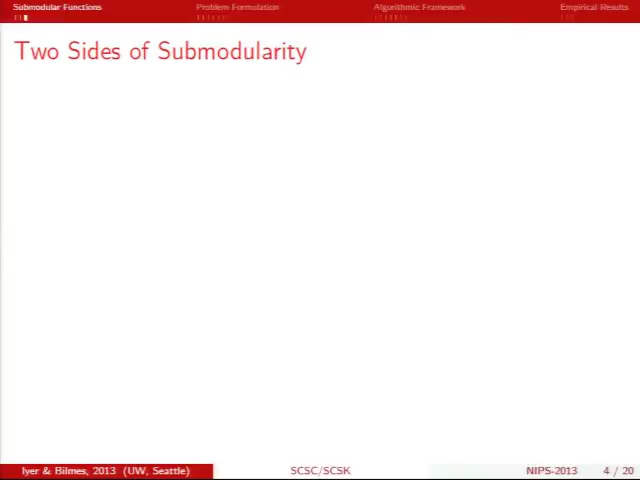 Submodular Functions Problem Formulation Algorithmic Framework Empirical Results
Two Sides of Submodularity
Iyer & Bilmes, 2013 (UW, Seattle) SCSC/SCSK NIPS-2013 4 / 20